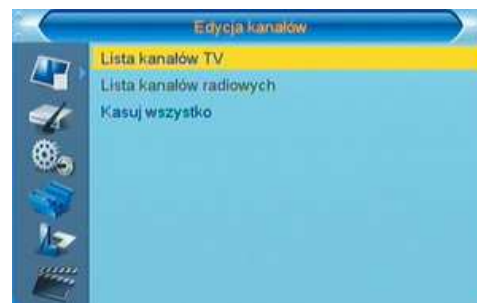 Edycja kanałów
Lista kanałów TV
Lista kanałów radiowych
Kasuj wszystko